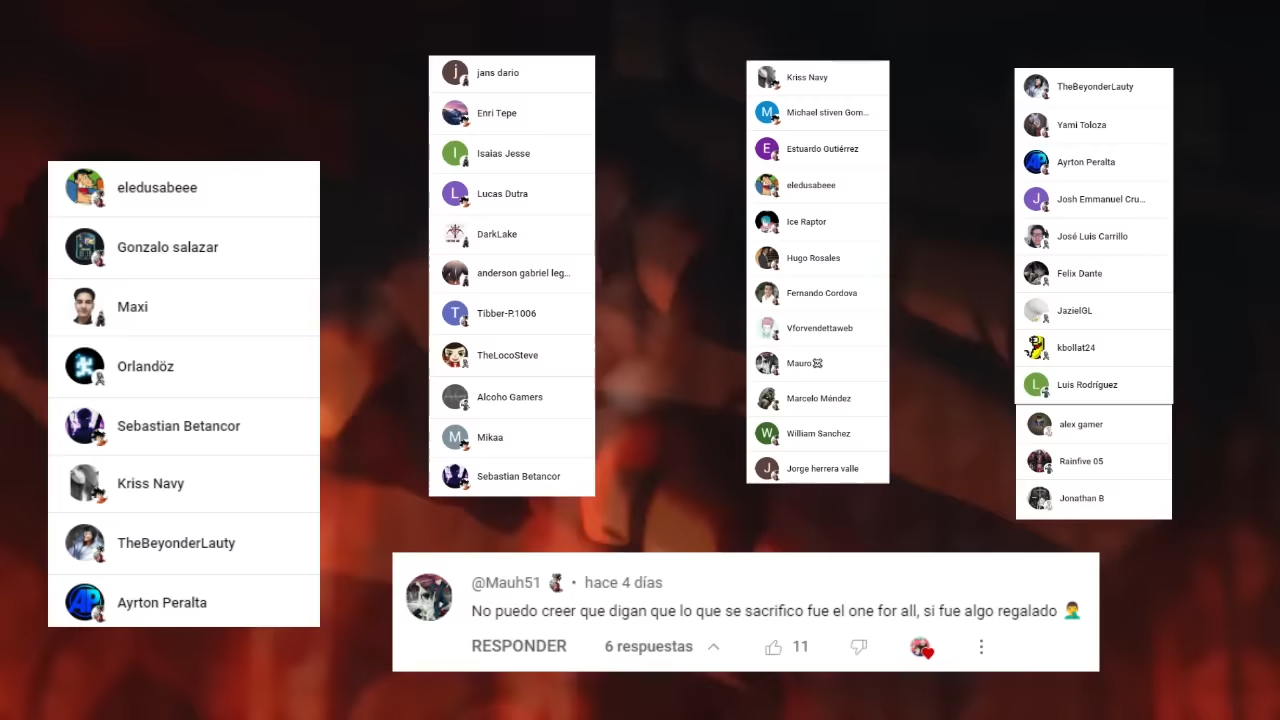 eledusabeee
Gonzalo salazar
Maxi
Orlandöz
Sebastian Betancor
Kriss Navy
TheBeyonderLauty
AP
Ayrton Peralta
j
jans dario
Enri Tepe
I
Isaias Jesse
L
Lucas Dutra
DarkLake
anderson gabriel leg...
T
Tibber-P.1006
TheLocoSteve
Alcoho Gamers
M
Mikaa
Sebastian Betancor
Kriss Navy
M
Michael stiven Gom...
E
Estuardo Gutiérrez
eledusabeee
Ice Raptor
Hugo Rosales
Fernando Cordova
Vforvendettaweb
Mauro
Marcelo Méndez
W
William Sanchez
J
Jorge herrera valle
TheBeyonderLauty
Yami Toloza
AP
Ayrton Peralta
J
Josh Emmanuel Cru...
José Luis Carrillo
Felix Dante
JazielGL
kbollat24
L
Luis Rodríguez
alex gamer
Rainfive 05
Jonathan B
@Mauh51 • hace 4 días
No puedo creer que digan que lo que se sacrifico fue el one for all, si fue algo regalado 🤦‍♂️
RESPONDER 6 respuestas 11